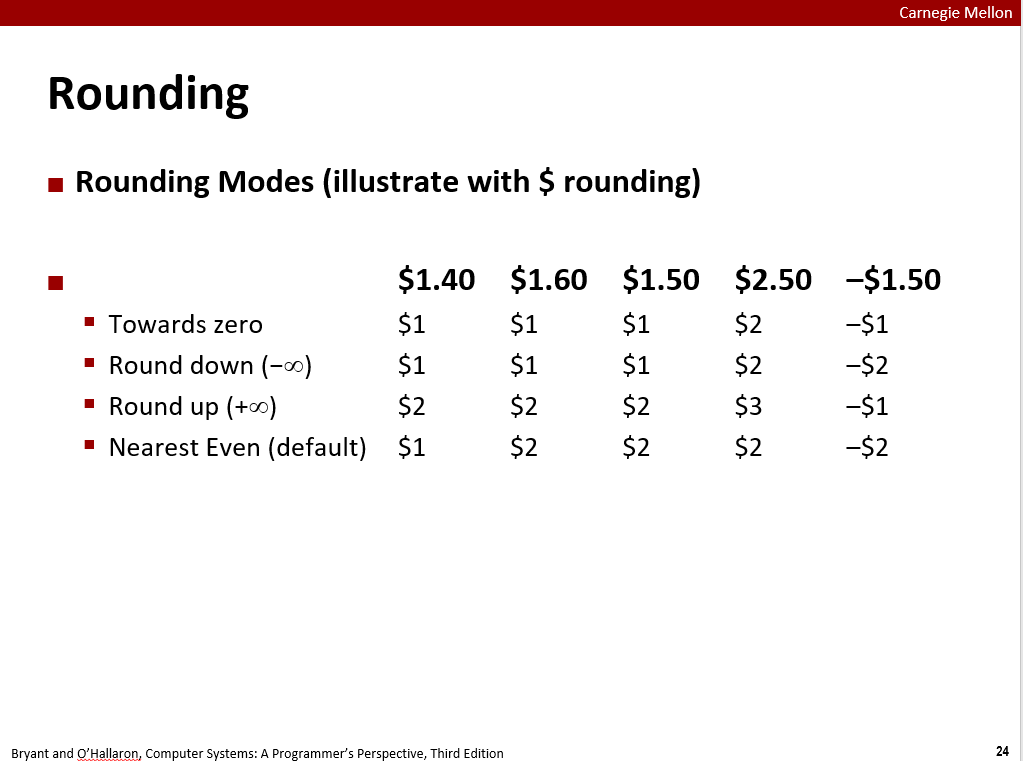 Carnegie Mellon
Rounding
Rounding Modes (illustrate with $ rounding)
$1.40 $1.60 $1.50 $2.50 –$1.50
Towards zero $1 $1 $1 $2 –$1
Round down (−∞) $1 $1 $1 $2 –$2
Round up (+∞) $2 $2 $2 $3 –$1
Nearest Even (default) $1 $2 $2 $2 –$2
Bryant and O’Hallaron, Computer Systems: A Programmer’s Perspective, Third Edition
24